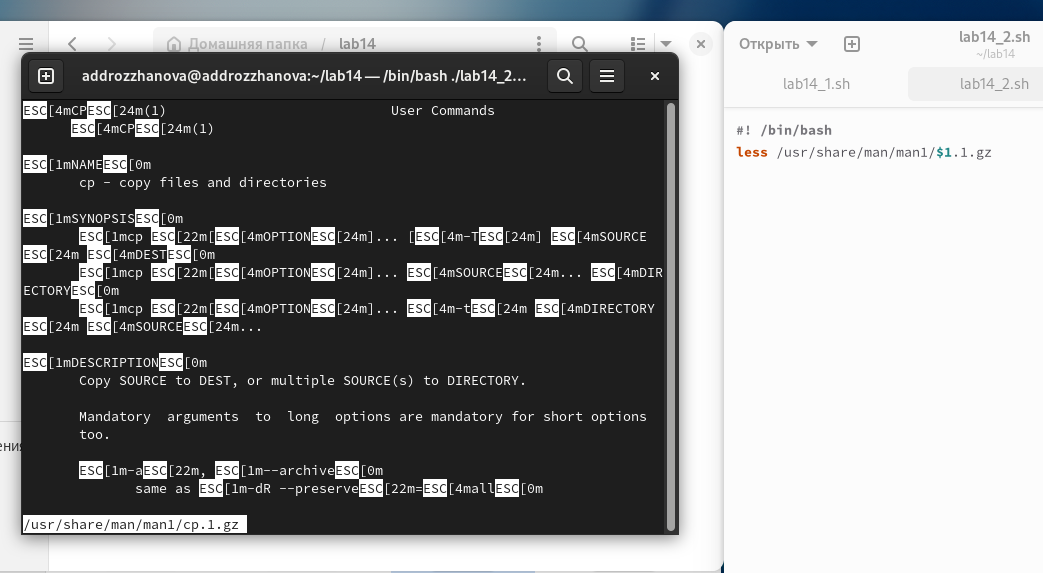 Домашняя папка / lab14
addrozzhanova@addrozzhanova:~/lab14 — /bin/bash ./lab14_2...
ESC[4mCPESC[24m(1) User Commands
ESC[4mCPESC[24m(1)
ESC[1mNAMEESC[0m
cp - copy files and directories
ESC[1mSYNOPSISESC[0m
ESC[1mcp ESC[22m[ESC[4mOPTIONESC[24m]... [ESC[4m-TESC[24m] ESC[4mSOURCE
ESC[24m ESC[4mDESTESC[0m
ESC[1mcp ESC[22m[ESC[4mOPTIONESC[24m]... ESC[4mSOURCEESC[24m... ESC[4mDIR
ECTORYESC[0m
ESC[1mcp ESC[22m[ESC[4mOPTIONESC[24m]... ESC[4m-tESC[24m ESC[4mDIRECTORY
ESC[24m ESC[4mSOURCEESC[24m...
ESC[1mDESCRIPTIONESC[0m
Copy SOURCE to DEST, or multiple SOURCE(s) to DIRECTORY.
Mandatory arguments to long options are mandatory for short options
too.
ESC[1m-aESC[22m, ESC[1m--archiveESC[0m
same as ESC[1m-dR --preserveESC[22m=ESC[4mallESC[0m
/usr/share/man/man1/cp.1.gz
Открыть
lab14_2.sh
~/lab14
lab14_1.sh
lab14_2.sh
#! /bin/bash
less /usr/share/man/man1/$1.1.gz